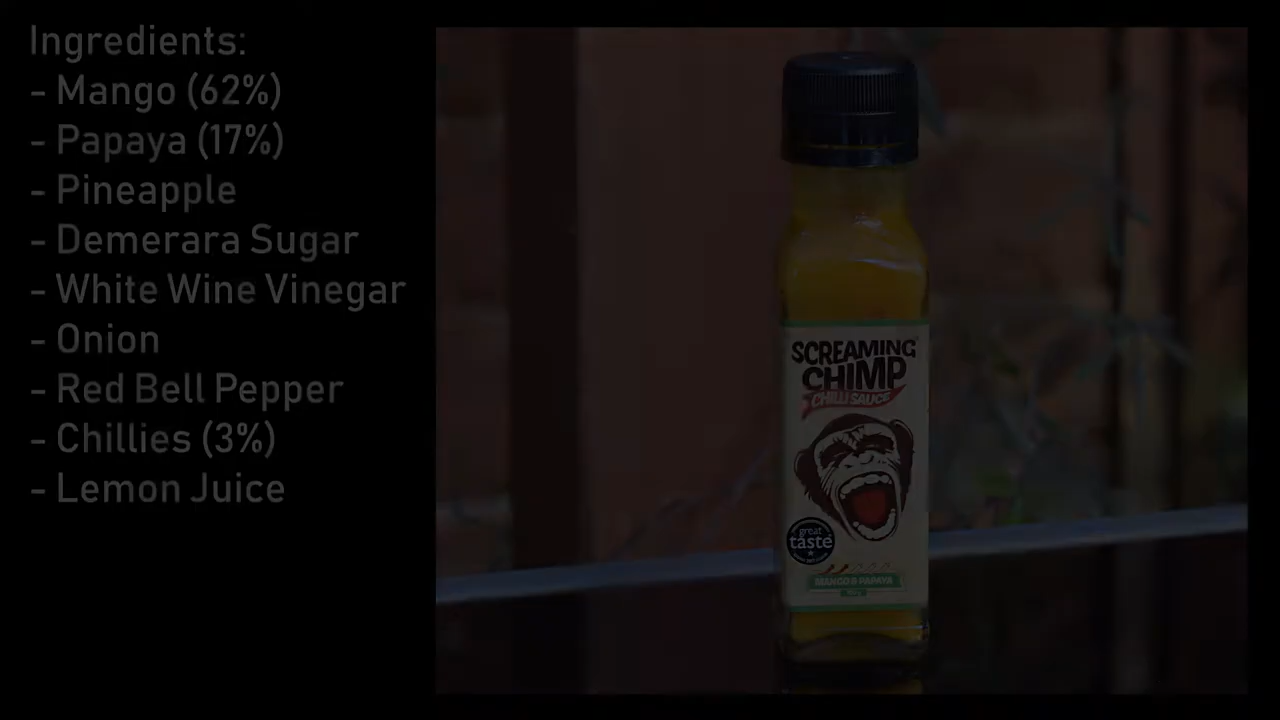 Ingredients:
- Mango (62%)
- Papaya (17%)
- Pineapple
- Demerara Sugar
- White Wine Vinegar
- Onion
- Red Bell Pepper
- Chillies (3%)
- Lemon Juice
SCREAMING
CHIMP
CHILLI SAUCE
great
taste
MANGO & PAPAYA